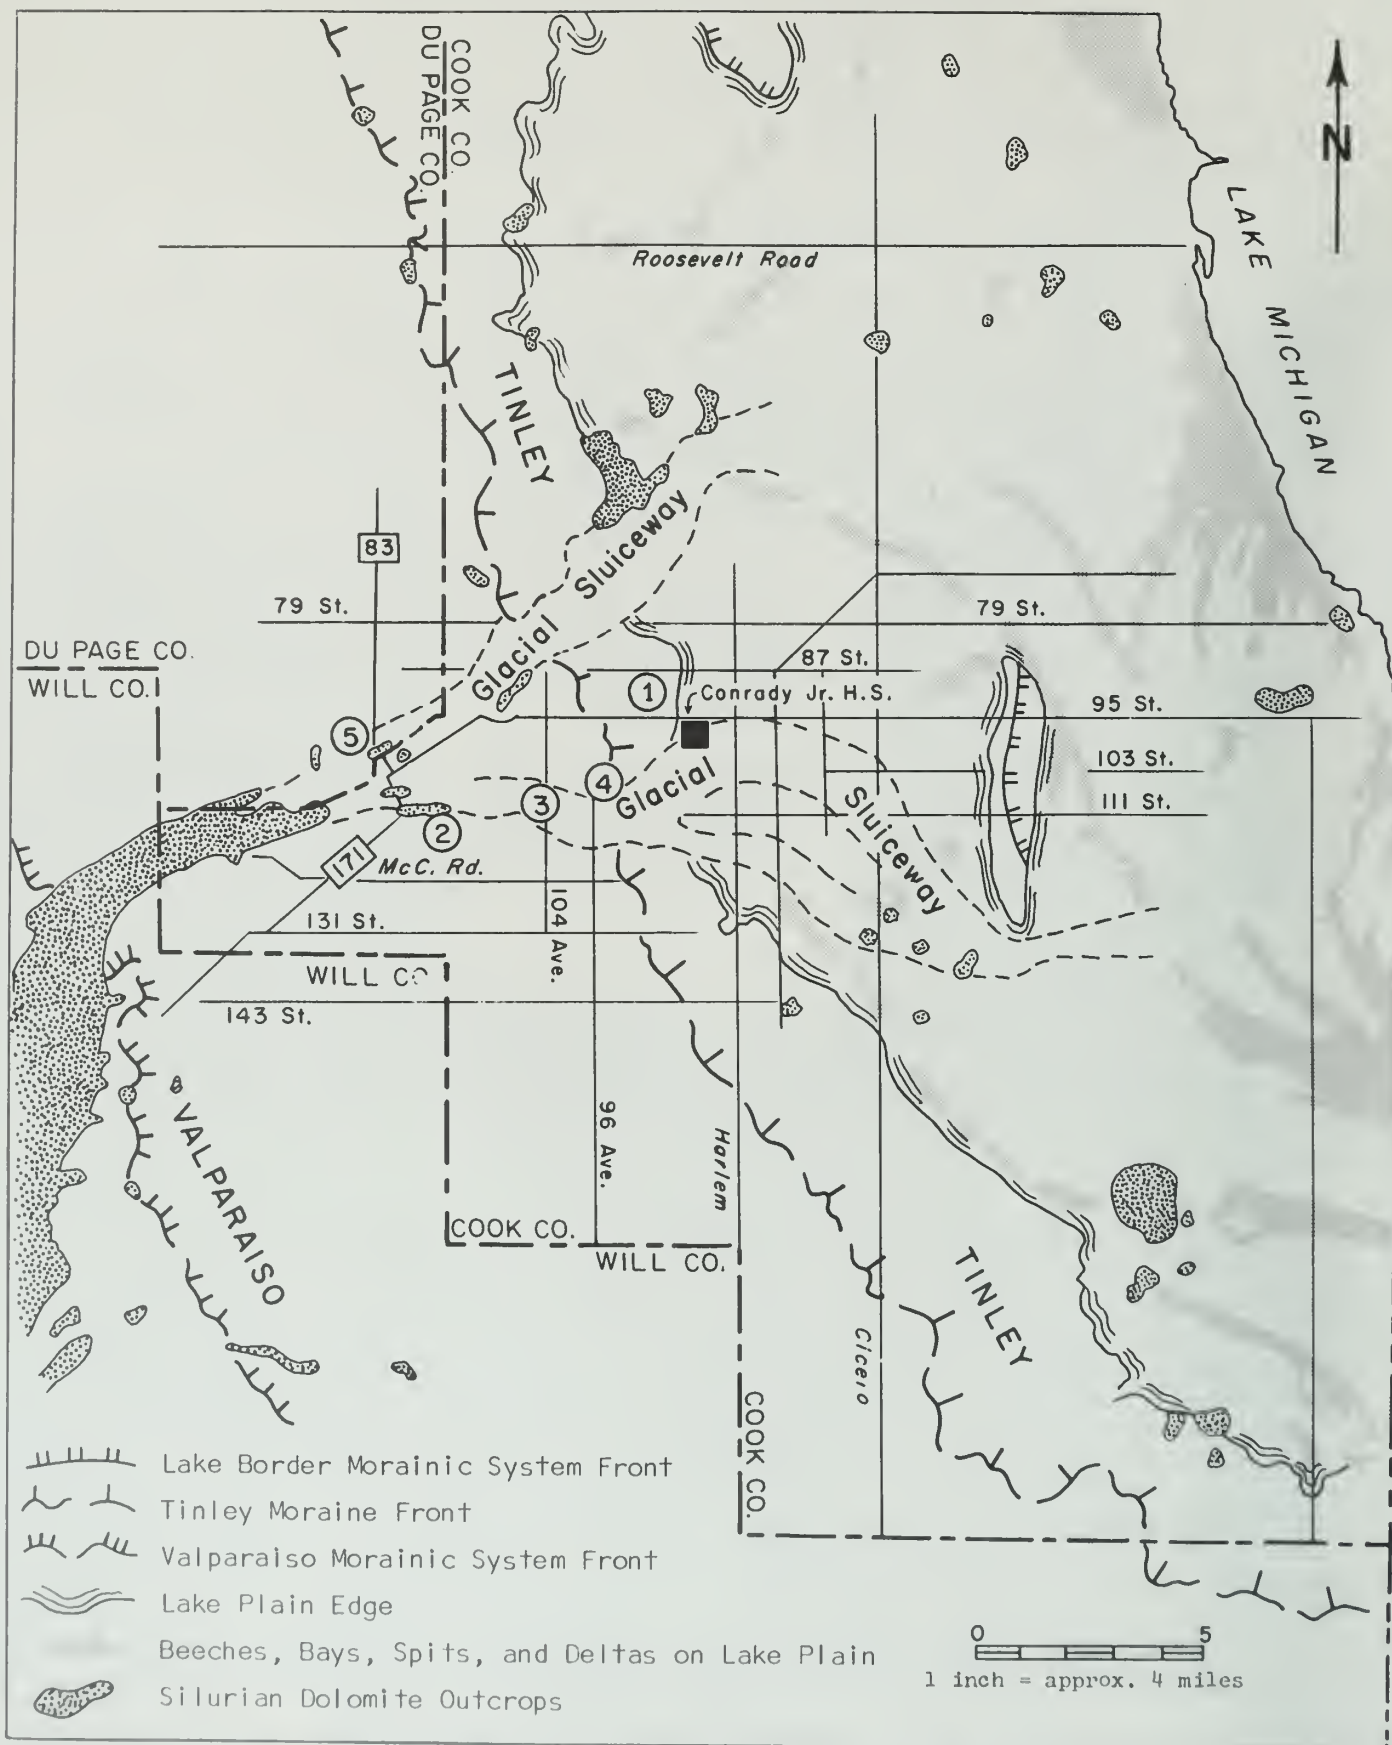 COOK CO.
DU PAGE CO.
N
LAKE MICHIGAN
Roosevelt Road
TINLEY
83
Glacial Sluiceway
79 St.
79 St.
DU PAGE CO.
WILL CO.
87 St.
1
Conrady Jr. H.S.
95 St.
5
103 St.
4
Glacial Sluiceway
3
111 St.
2
171
McC. Rd.
104 Ave.
131 St.
WILL CO
143 St.
VALPARAISO
96 Ave.
Harlem
COOK CO.
WILL CO.
TINLEY
Cicero
COOK CO.
Lake Border Morainic System Front
Tinley Moraine Front
Valparaiso Morainic System Front
Lake Plain Edge
Beeches, Bays, Spits, and Deltas on Lake Plain
Silurian Dolomite Outcrops
0 5
1 inch = approx. 4 miles